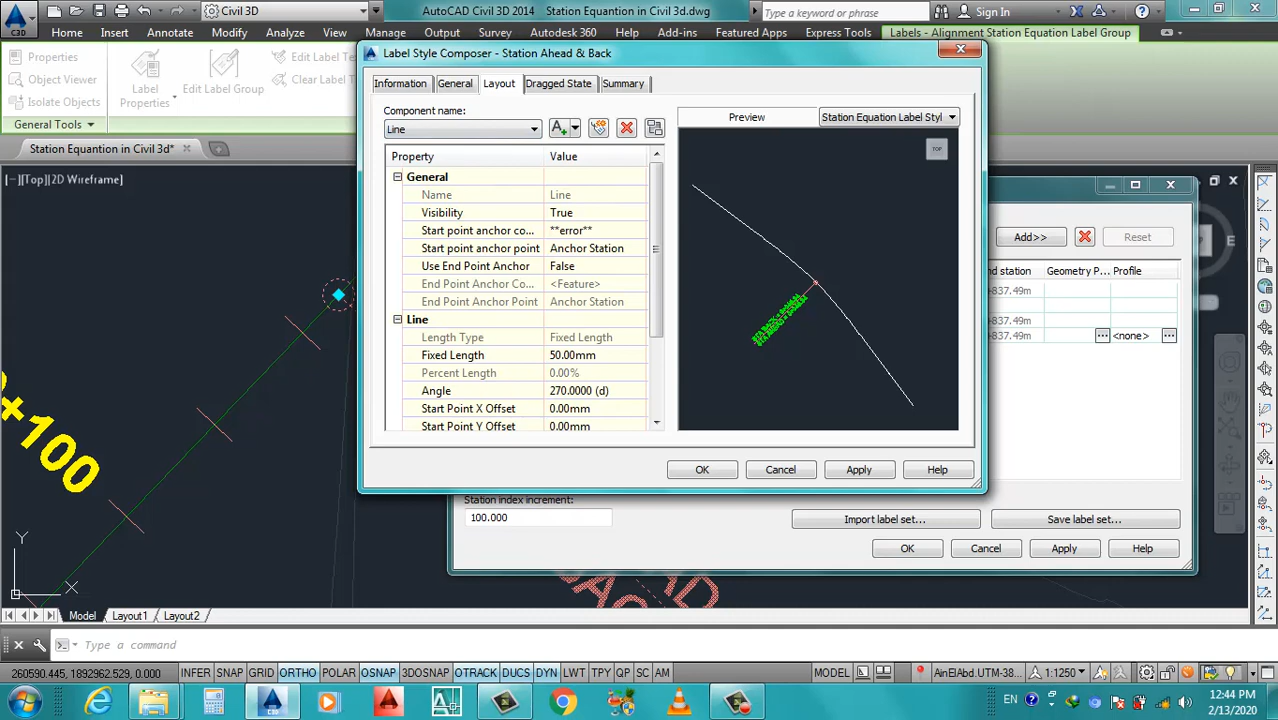 Civil 3D
AutoCAD Civil 3D 2014 Station Equantion in Civil 3d.dwg
Type a keyword or phrase
Sign In
Home Insert Annotate Modify Analyze View Manage Output Survey Autodesk 360 Help Add-ins Featured Apps Express Tools Labels - Alignment Station Equation Label Group
Properties
Object Viewer
Isolate Objects
Label
Properties
Edit Label Group
Edit Label Te
Clear Label T
General Tools
Station Equantion in Civil 3d*
[−][Top][2D Wireframe]
Label Style Composer - Station Ahead & Back
Information General Layout Dragged State Summary
Component name:
Line
Preview
Station Equation Label Styl
TOP
Property Value
General
Name Line
Visibility True
Start point anchor co... **error**
Start point anchor point Anchor Station
Use End Point Anchor False
End Point Anchor Co... <Feature>
End Point Anchor Point Anchor Station
Line
Length Type Fixed Length
Fixed Length 50.00mm
Percent Length 0.00%
Angle 270.0000 (d)
Start Point X Offset 0.00mm
Start Point Y Offset 0.00mm
OK Cancel Apply Help
Add>> Reset
nd station Geometry P... Profile
+837.49m
+837.49m
+837.49m ... <none> ...
E
Station index increment:
100.000
Import label set... Save label set...
OK Cancel Apply Help
+100
Y
X
Model Layout1 Layout2
Type a command
260590.445, 1892962.529, 0.000 INFER SNAP GRID ORTHO POLAR OSNAP 3DOSNAP OTRACK DUCS DYN LWT TPY QP SC AM MODEL AinElAbd.UTM-38... 1:1250
EN
12:44 PM
2/13/2020